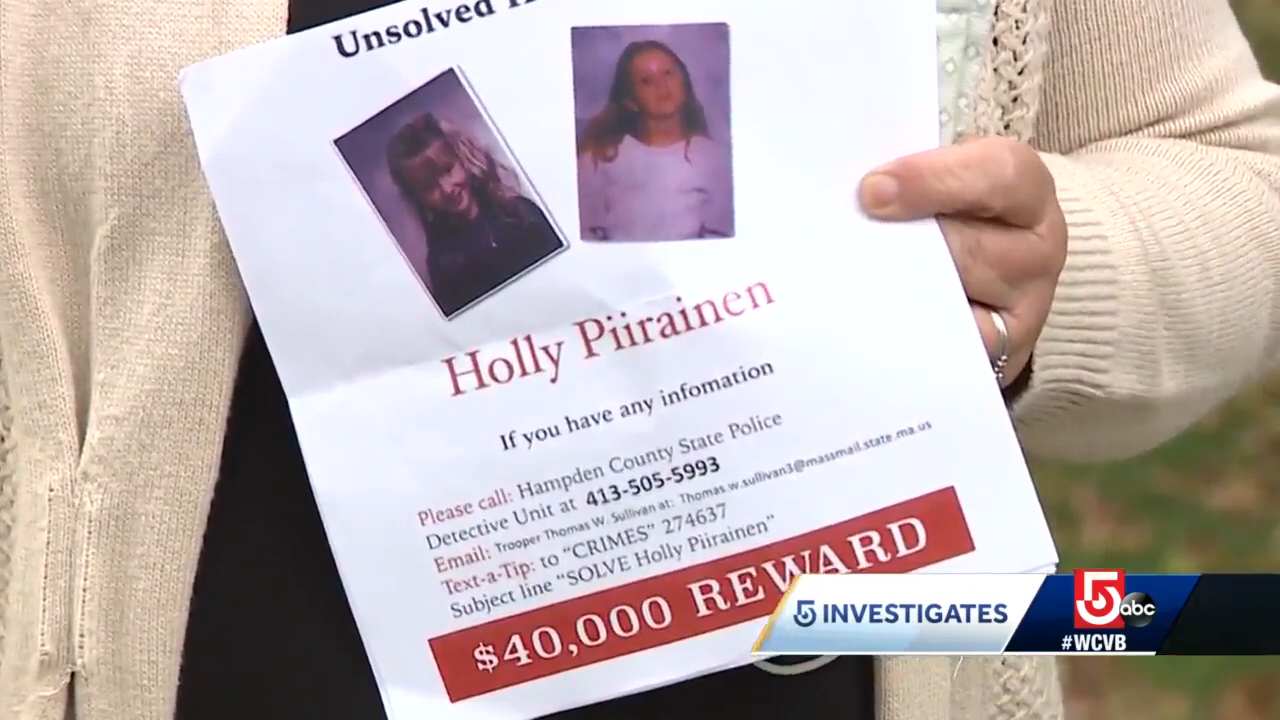 Unsolved
Holly Piirainen
If you have any infomation
Please call: Hampden County State Police
Detective Unit at 413-505-5993
Email: Trooper Thomas W. Sullivan at: Thomas.w.sullivan3@massmail.state.ma.us
Text-a-Tip: to "CRIMES" 274637
Subject line "SOLVE Holly Piirainen"
$40,000 REWARD
5 INVESTIGATES
5 abc
#WCVB